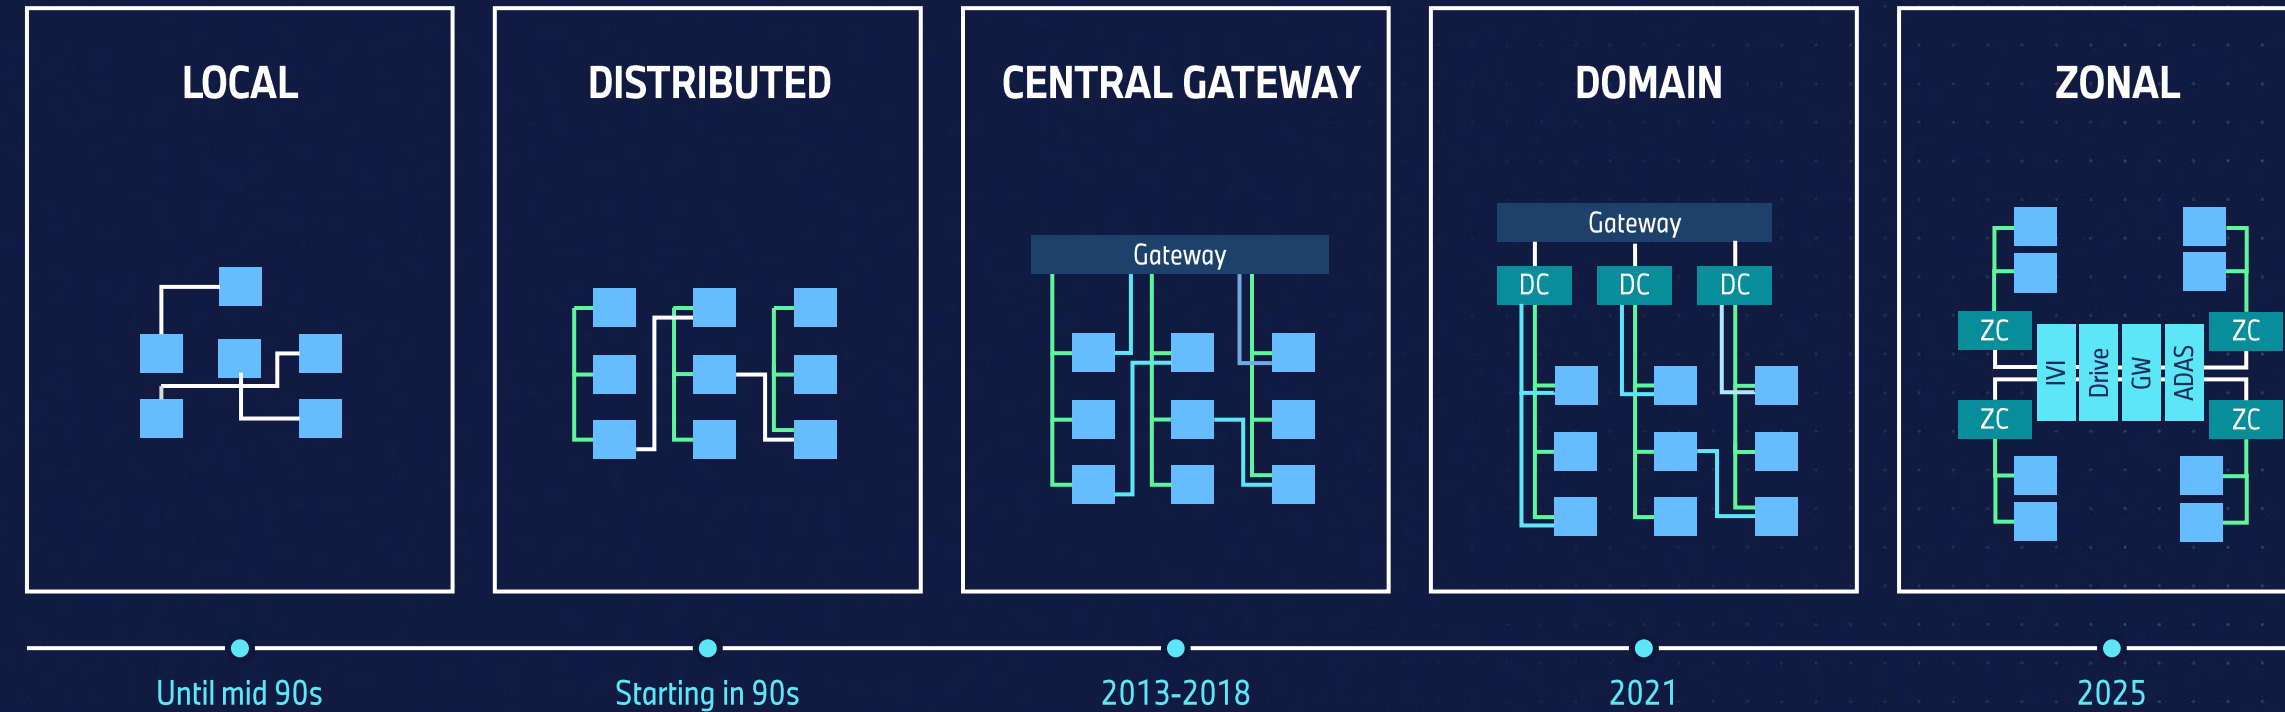 LOCAL
DISTRIBUTED
CENTRAL GATEWAY
DOMAIN
ZONAL
Gateway
Gateway
DC
DC
DC
ZC
ZC
IVI
Drive
GW
ADAS
ZC
ZC
Until mid 90s
Starting in 90s
2013-2018
2021
2025